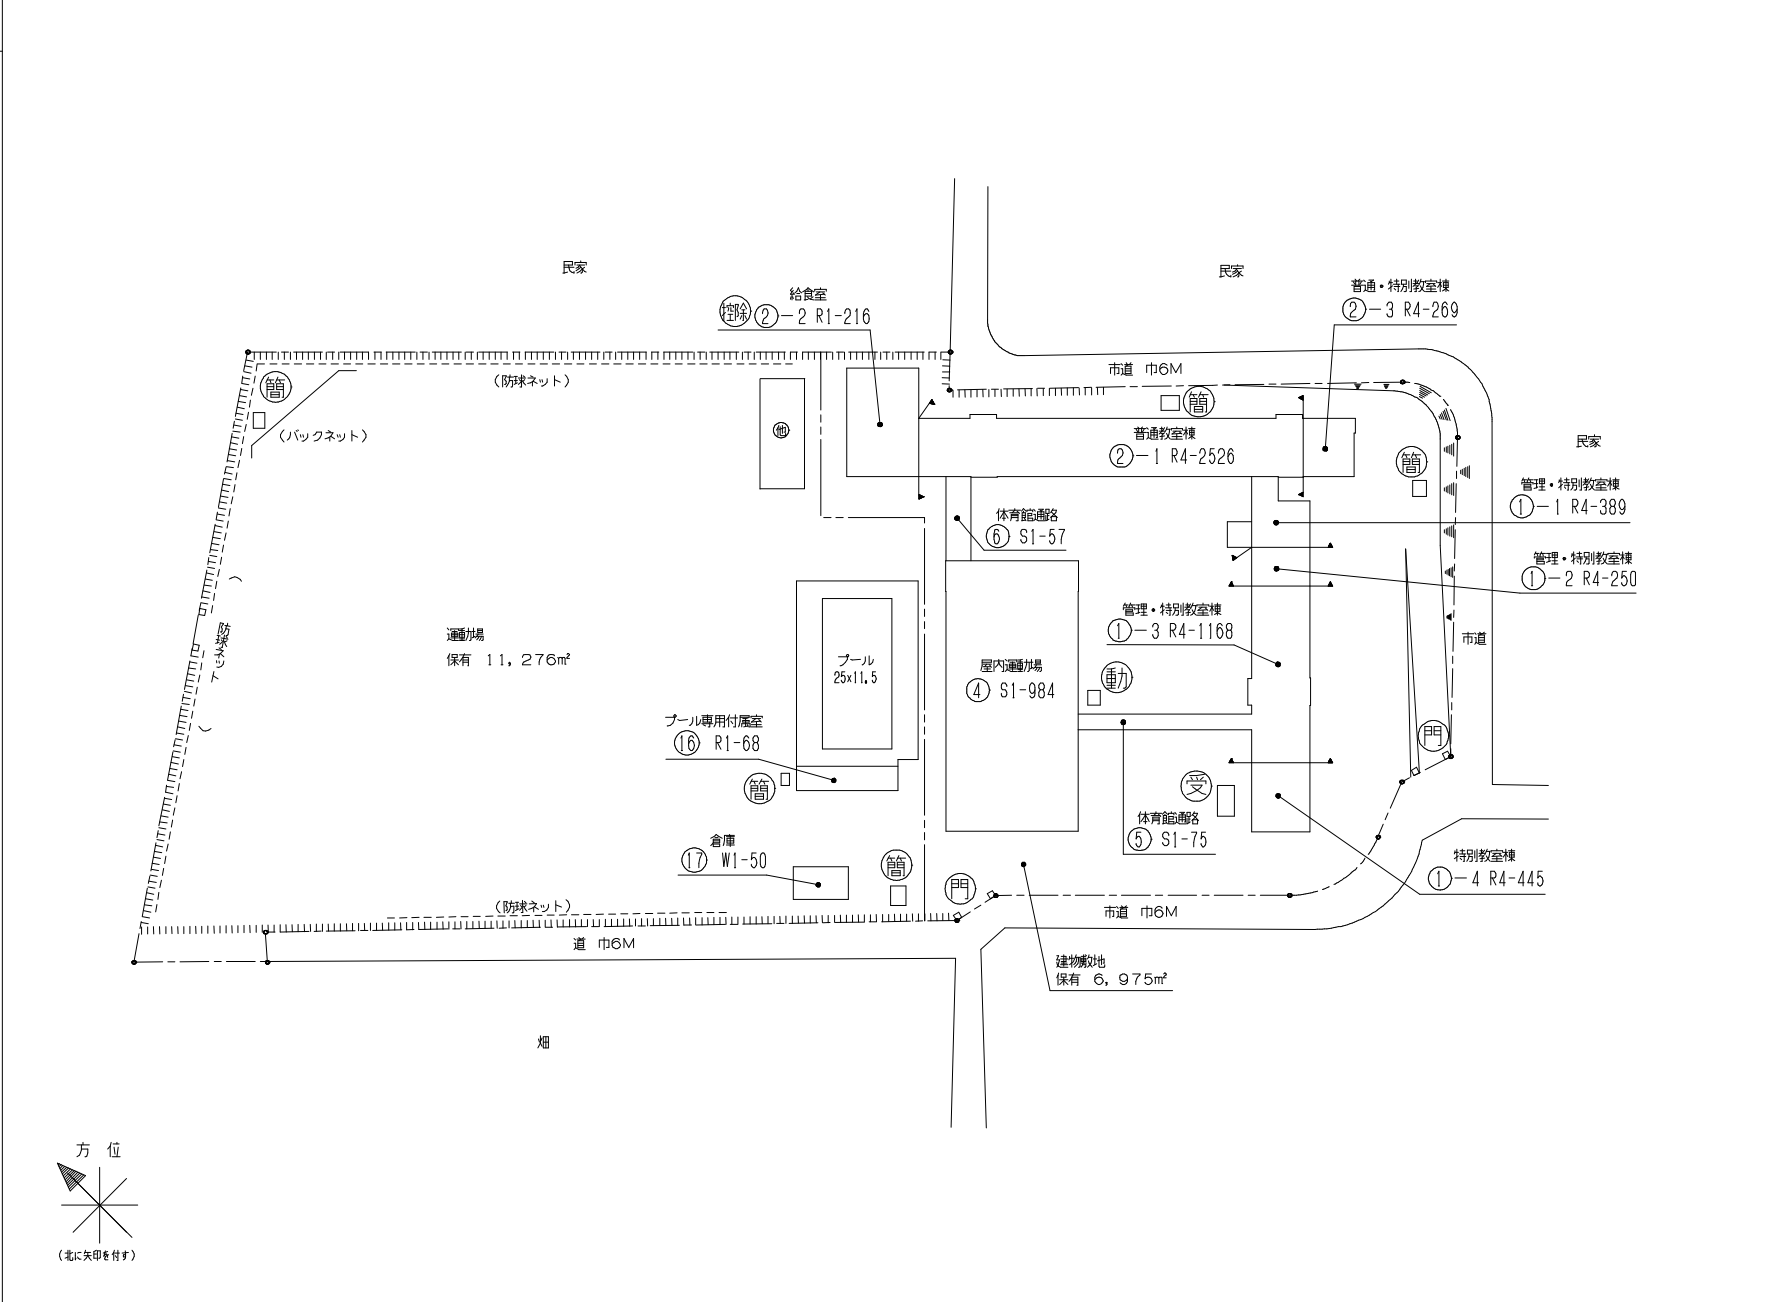 民家
民家
給食室
控除 ②－2 R1-216
普通・特別教室棟
②－3 R4-269
市道 巾6M
(防球ネット)
簡
簡
(バックネット)
他
普通教室棟
②－1 R4-2526
簡
民家
管理・特別教室棟
①－1 R4-389
体育館通路
⑥ S1-57
管理・特別教室棟
①－2 R4-250
管理・特別教室棟
①－3 R4-1168
(防球ネット)
運動場
保有 11,276m²
市道
プール
25x11.5
屋内運動場
④ S1-984
動
プール専用付属室
⑯ R1-68
門
簡
受
体育館通路
⑤ S1-75
倉庫
⑰ W1-50
簡
特別教室棟
①－4 R4-445
門
(防球ネット)
市道 巾6M
道 巾6M
建物敷地
保有 6,975m²
畑
方 位
(北に矢印を付す)